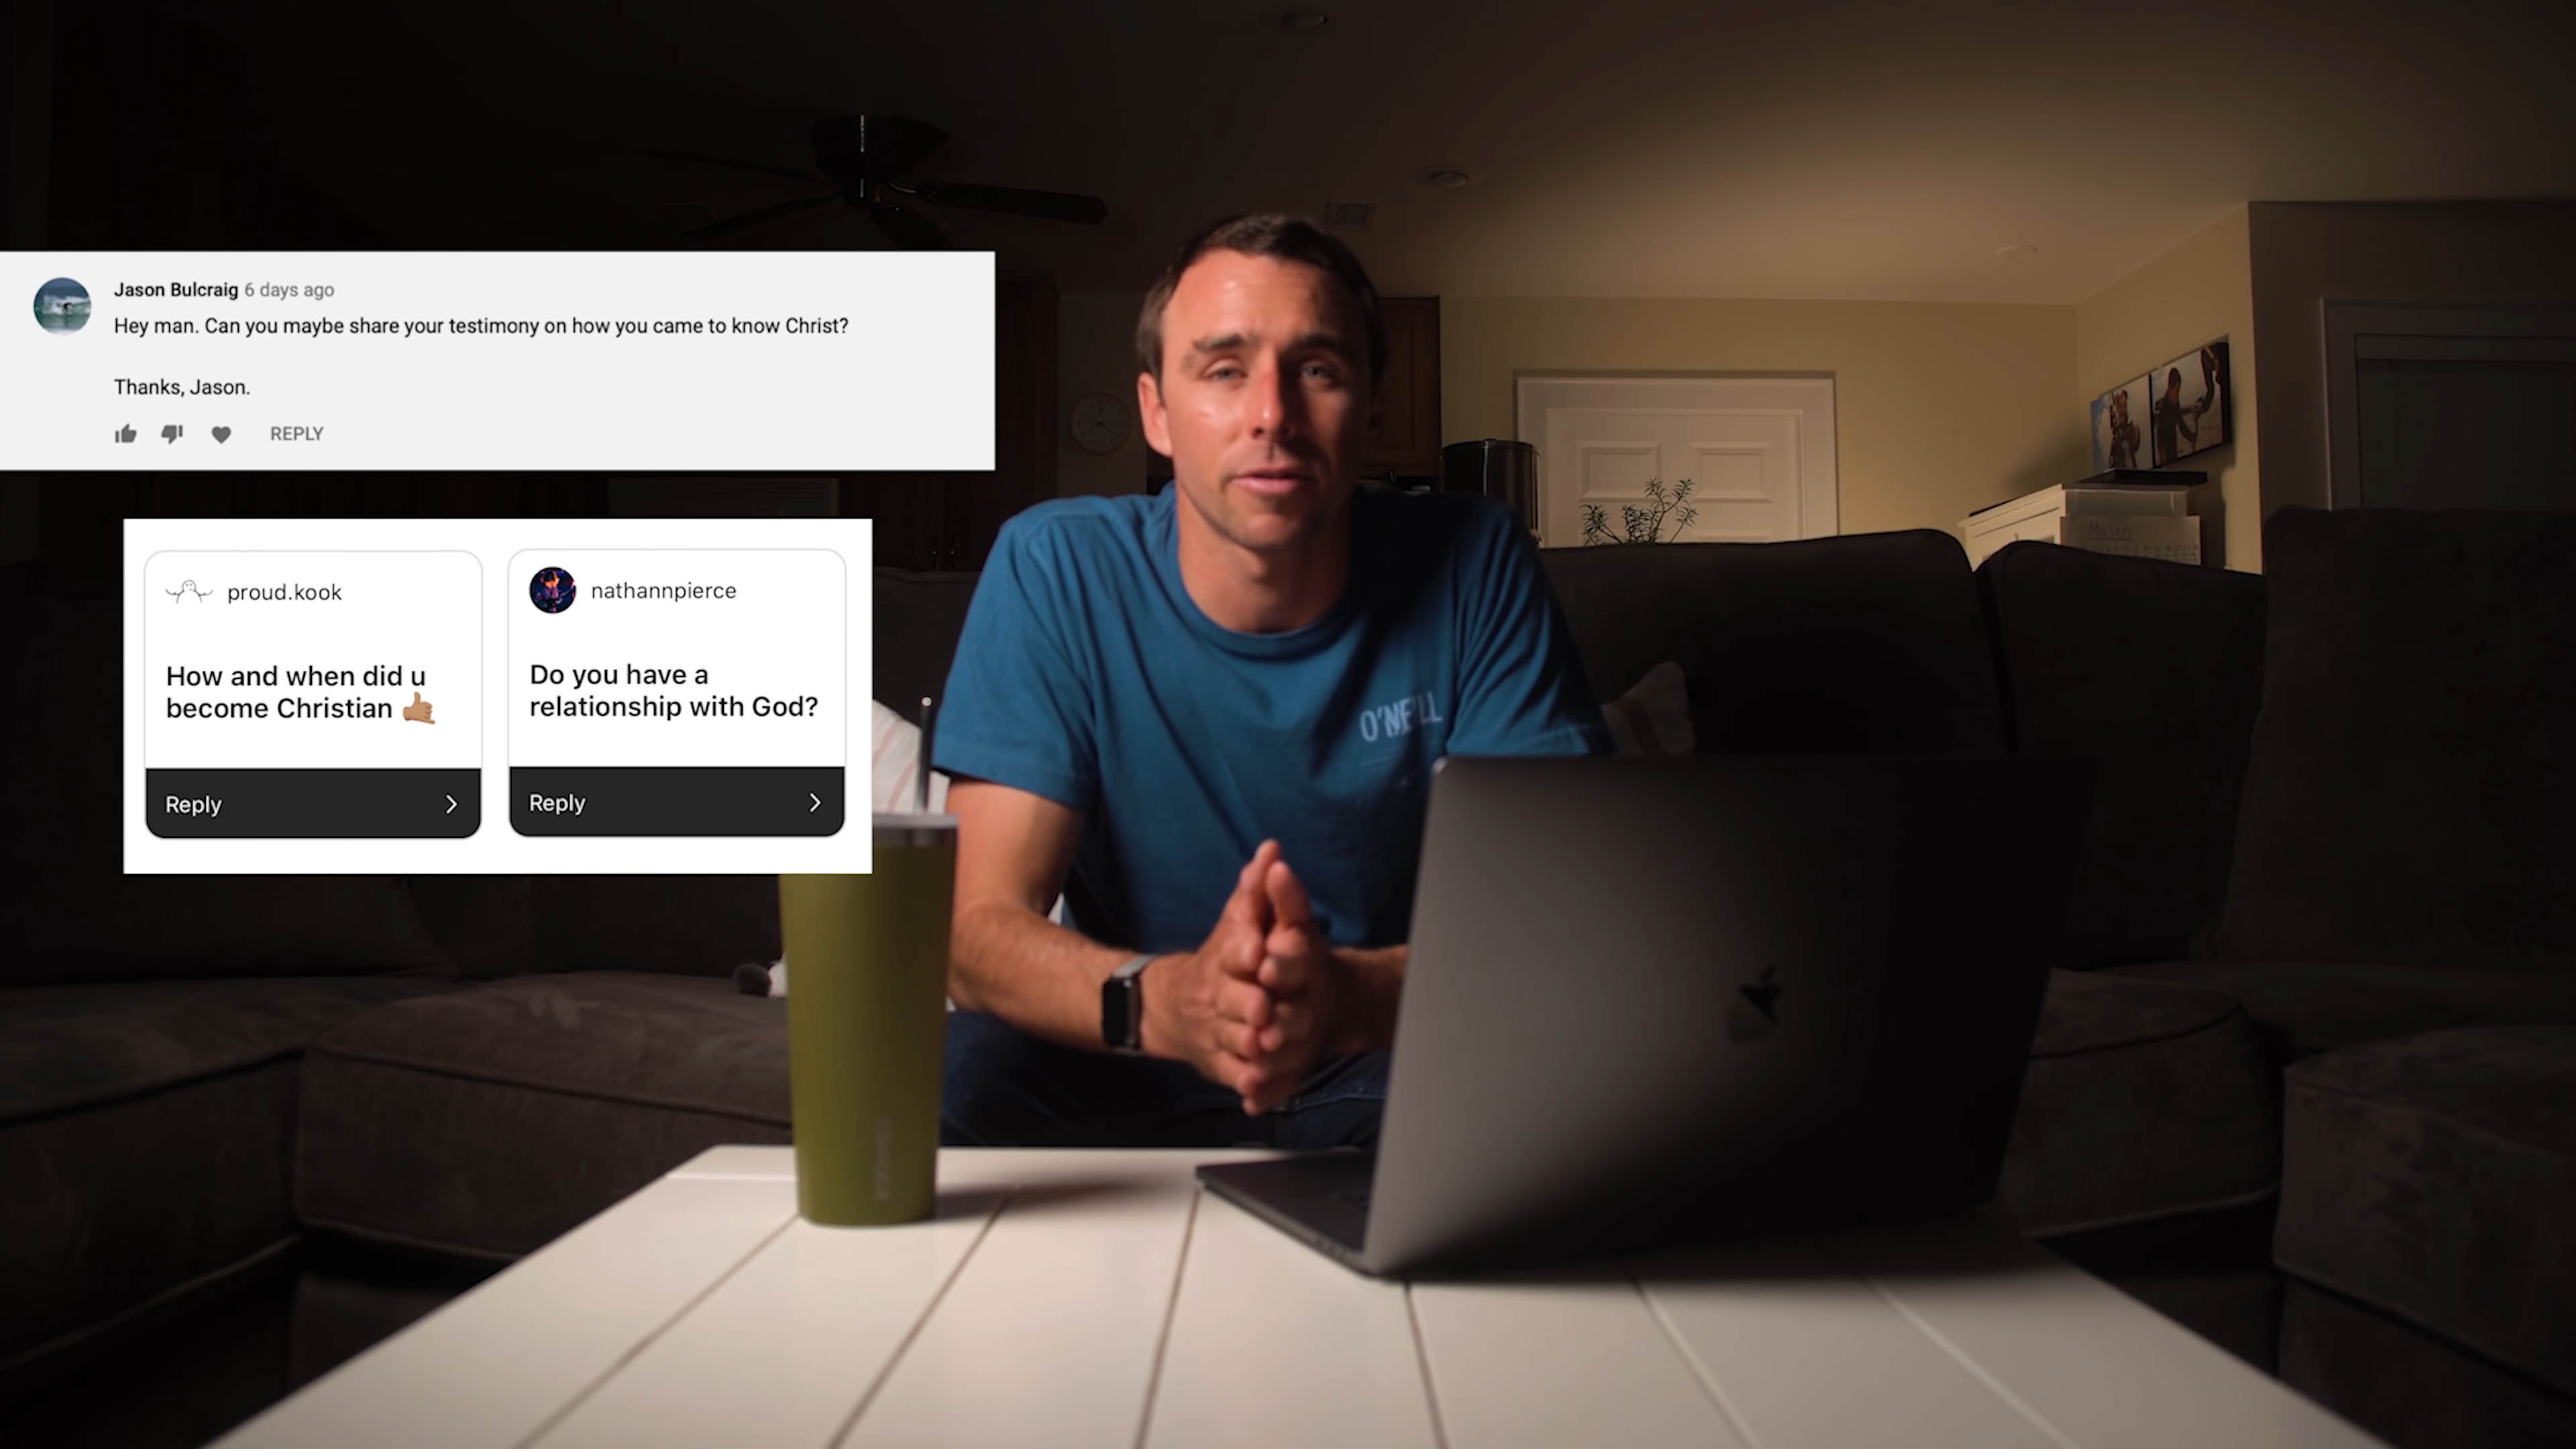 Jason Bulcraig 6 days ago
Hey man. Can you maybe share your testimony on how you came to know Christ?
Thanks, Jason.
REPLY
proud.kook
How and when did u
become Christian 🤙🏽
Reply
nathannpierce
Do you have a
relationship with God?
Reply
O'NEILL
Mason